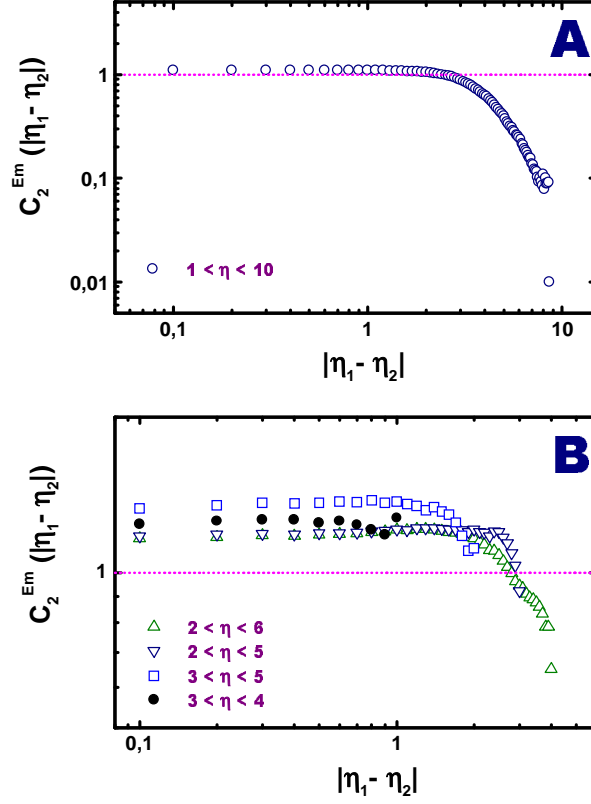 A
1
0,1
0,01
C₂ᴱᵐ (|η₁- η₂|)
1 < η < 10
0,1 1 10
|η₁- η₂|
B
1
C₂ᴱᵐ (|η₁- η₂|)
2 < η < 6
2 < η < 5
3 < η < 5
3 < η < 4
0,1 1
|η₁- η₂|